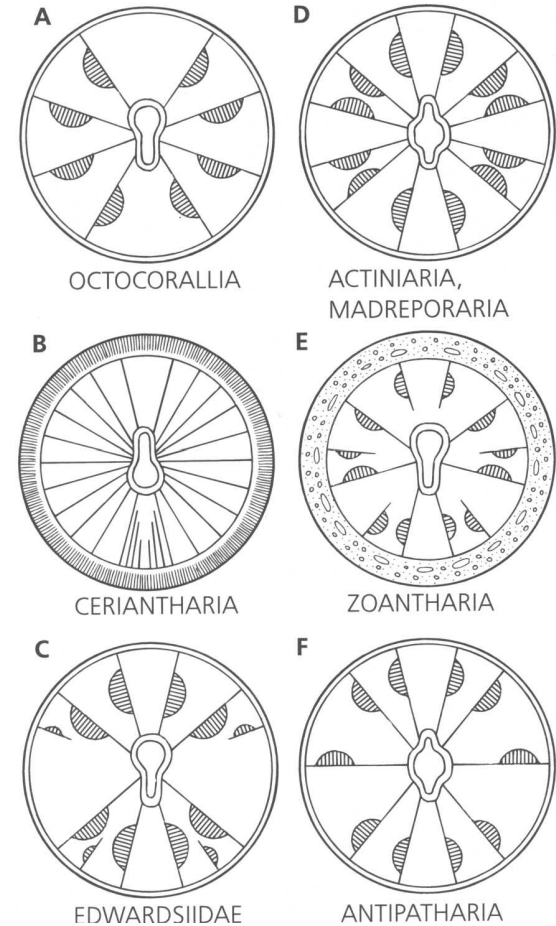 A
OCTOCORALLIA
D
ACTINIARIA,
MADREPORARIA
B
CERIANTHARIA
E
ZOANTHARIA
C
EDWARDSIIDAE
F
ANTIPATHARIA